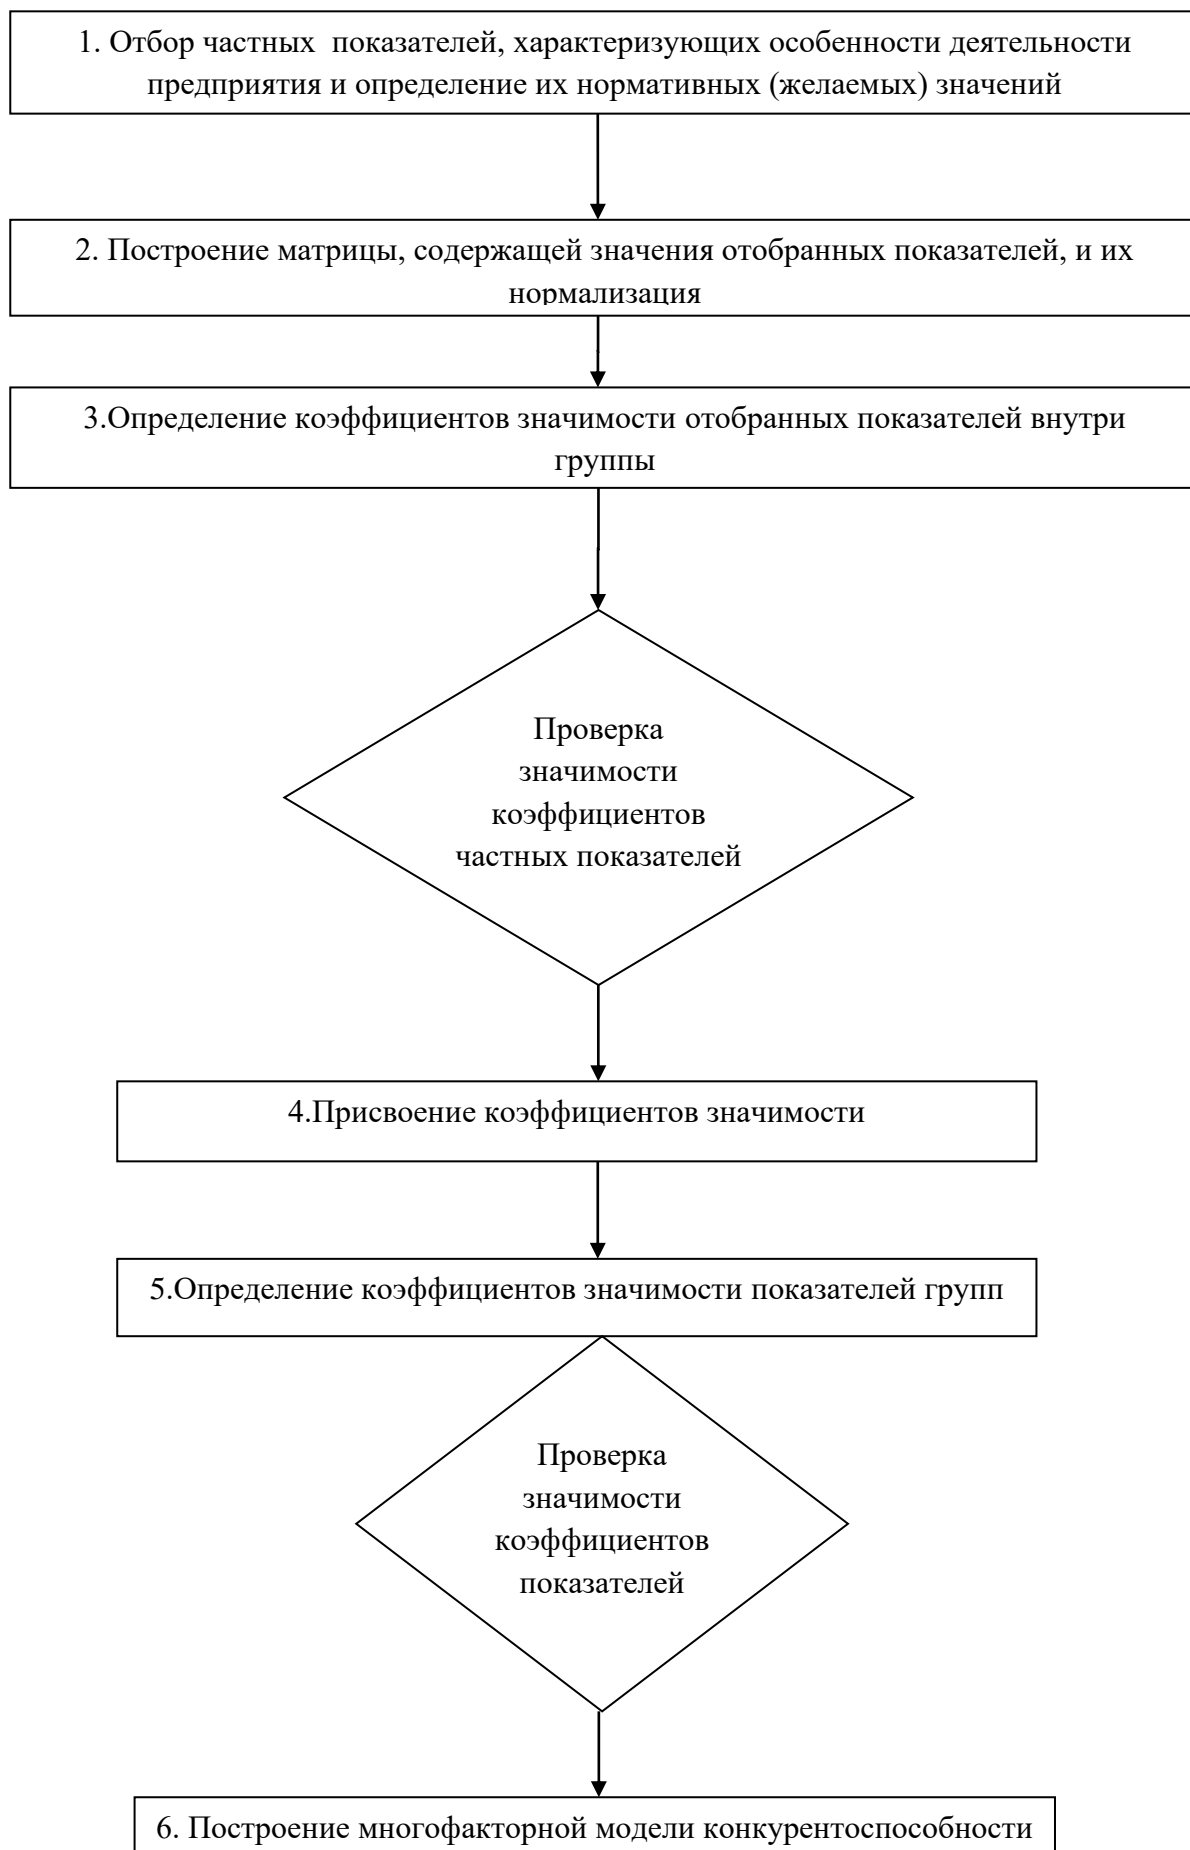 1. Отбор частных  показателей, характеризующих особенности деятельности
предприятия и определение их нормативных (желаемых) значений
2. Построение матрицы, содержащей значения отобранных показателей, и их
нормализация
3.Определение коэффициентов значимости отобранных показателей внутри
группы
Проверка
значимости
коэффициентов
частных показателей
4.Присвоение коэффициентов значимости
5.Определение коэффициентов значимости показателей групп
Проверка
значимости
коэффициентов
показателей
6. Построение многофакторной модели конкурентоспособности